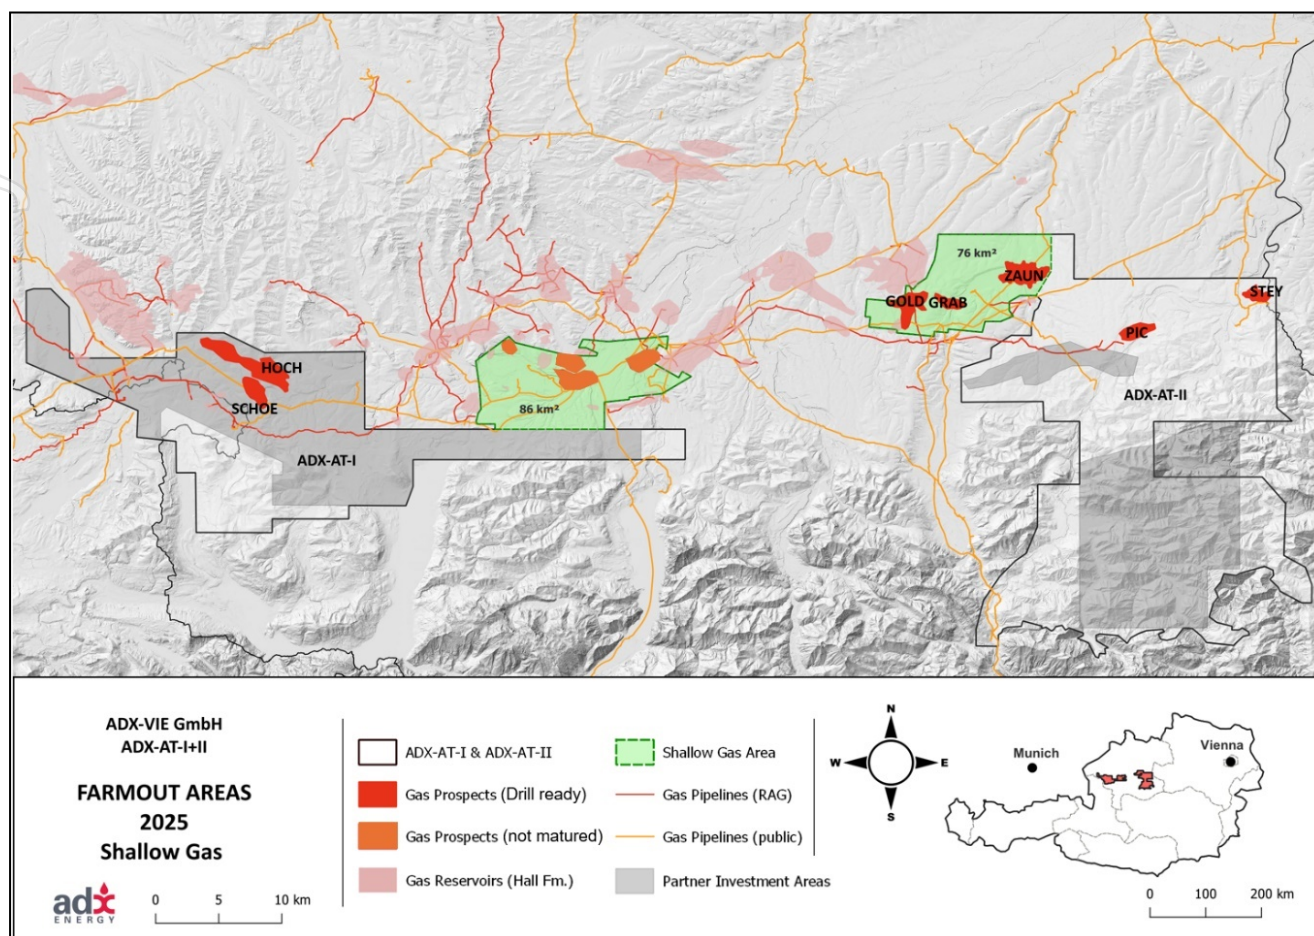 76 km²
ZAUN
GOLD
GRAB
STEY
PIC
HOCH
SCHOE
86 km²
ADX-AT-II
ADX-AT-I
ADX-VIE GmbH
ADX-AT-I+II
FARMOUT AREAS
2025
Shallow Gas
adx
ENERGY
0 5 10 km
ADX-AT-I & ADX-AT-II
Gas Prospects (Drill ready)
Gas Prospects (not matured)
Gas Reservoirs (Hall Fm.)
Shallow Gas Area
Gas Pipelines (RAG)
Gas Pipelines (public)
Partner Investment Areas
N
W
E
S
Munich
Vienna
0 100 200 km